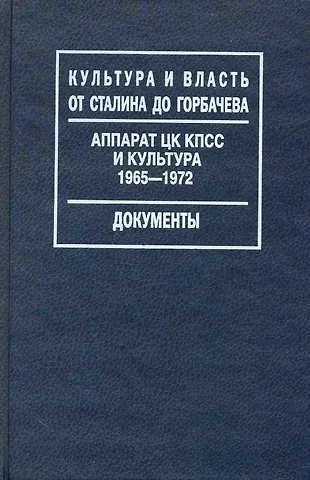 КУЛЬТУРА И ВЛАСТЬ
ОТ СТАЛИНА ДО ГОРБАЧЕВА
АППАРАТ ЦК КПСС
И КУЛЬТУРА
1965—1972
ДОКУМЕНТЫ